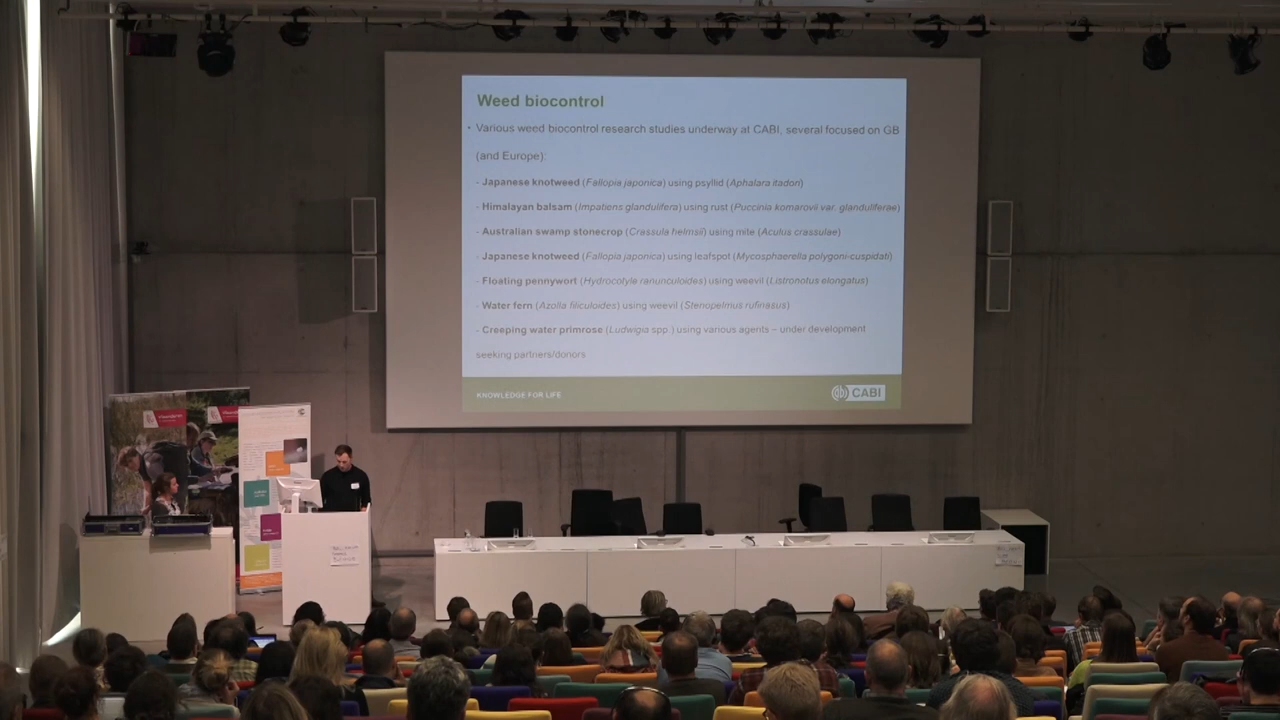 Weed biocontrol
• Various weed biocontrol research studies underway at CABI, several focused on GB
(and Europe):
- Japanese knotweed (Fallopia japonica) using psyllid (Aphalara itadori)
- Himalayan balsam (Impatiens glandulifera) using rust (Puccinia komarovii var. glanduliferae)
- Australian swamp stonecrop (Crassula helmsii) using mite (Aculus crassulae)
- Japanese knotweed (Fallopia japonica) using leafspot (Mycosphaerella polygoni-cuspidati)
- Floating pennywort (Hydrocotyle ranunculoides) using weevil (Listronotus elongatus)
- Water fern (Azolla filiculoides) using weevil (Stenopelmus rufinasus)
- Creeping water primrose (Ludwigia spp.) using various agents – under development
seeking partners/donors
KNOWLEDGE FOR LIFE
CABI